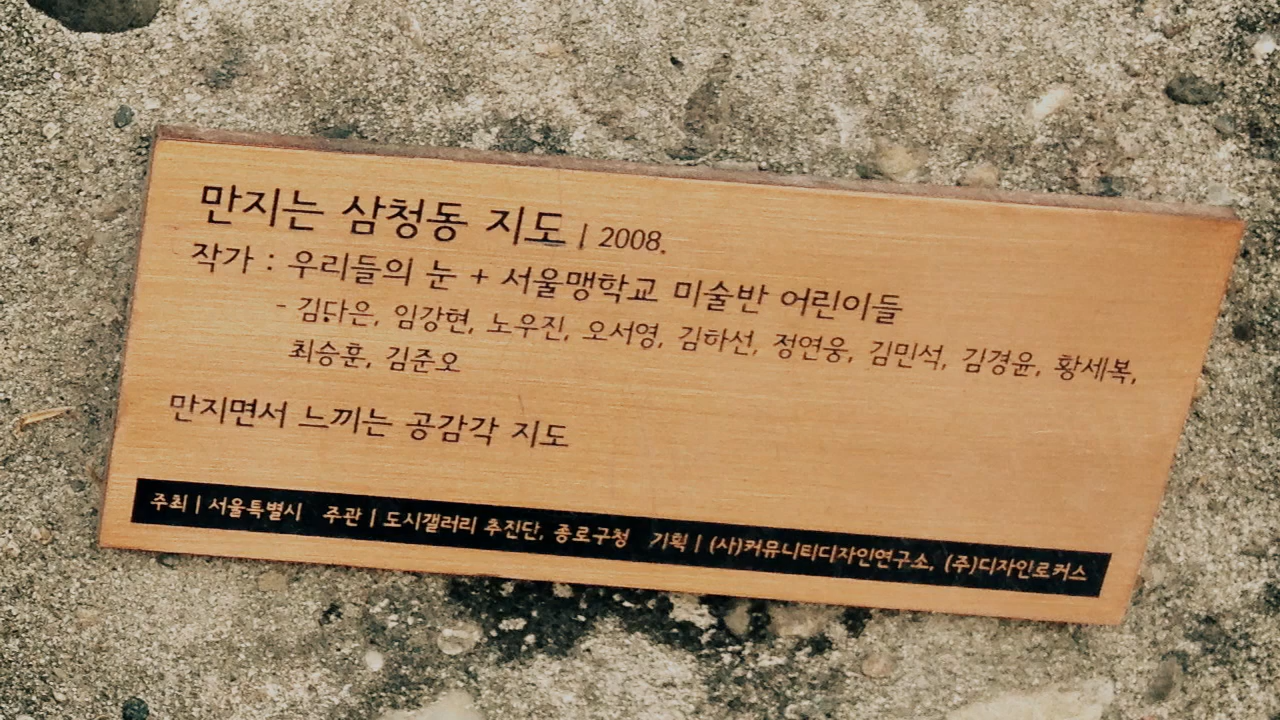 만지는 삼청동 지도 | 2008.
작가 : 우리들의 눈 + 서울맹학교 미술반 어린이들
- 김다은, 임강현, 노우진, 오서영, 김하선, 정연웅, 김민석, 김경윤, 황세복,
최승훈, 김준오
만지면서 느끼는 공감각 지도
주최 | 서울특별시 주관 | 도시갤러리 추진단, 종로구청 기획 | (사)커뮤니티디자인연구소, (주)디자인로커스